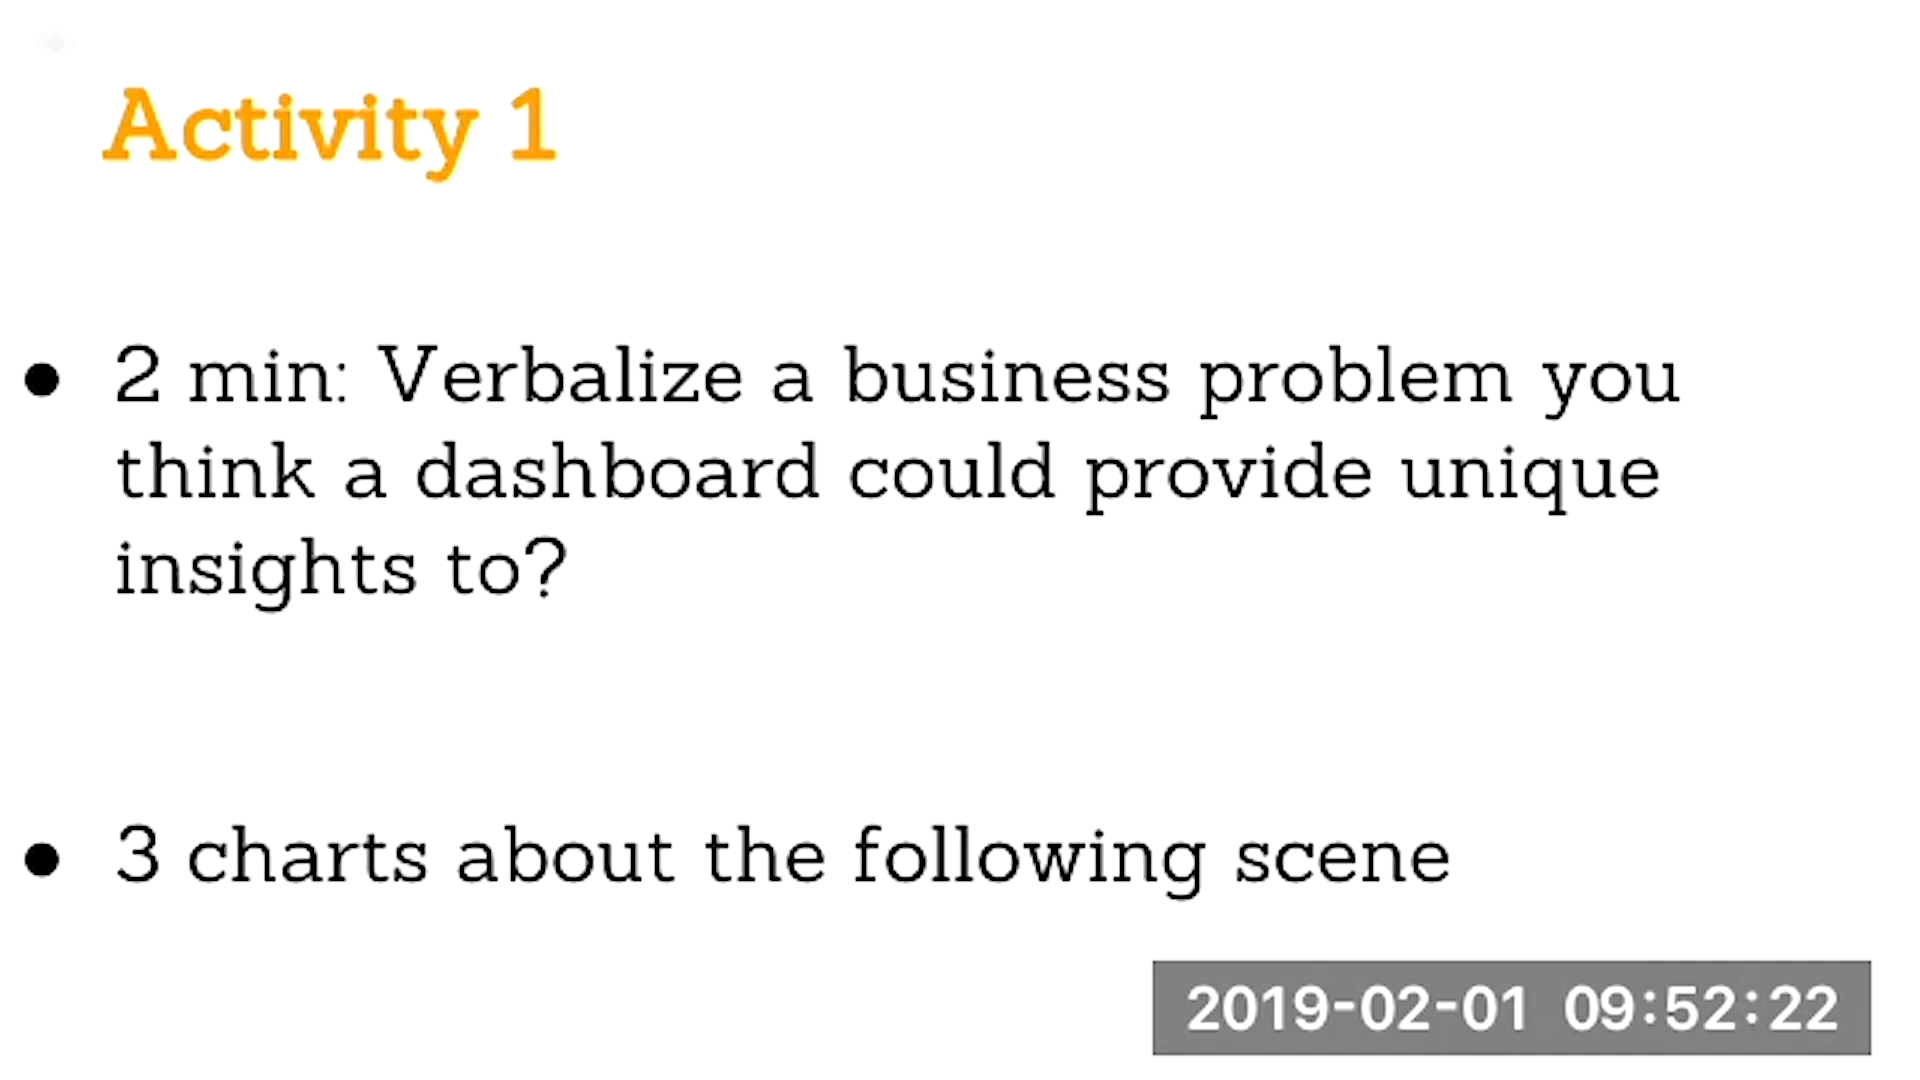 Activity 1
● 2 min: Verbalize a business problem you
think a dashboard could provide unique
insights to?
● 3 charts about the following scene
2019-02-01 09:52:22